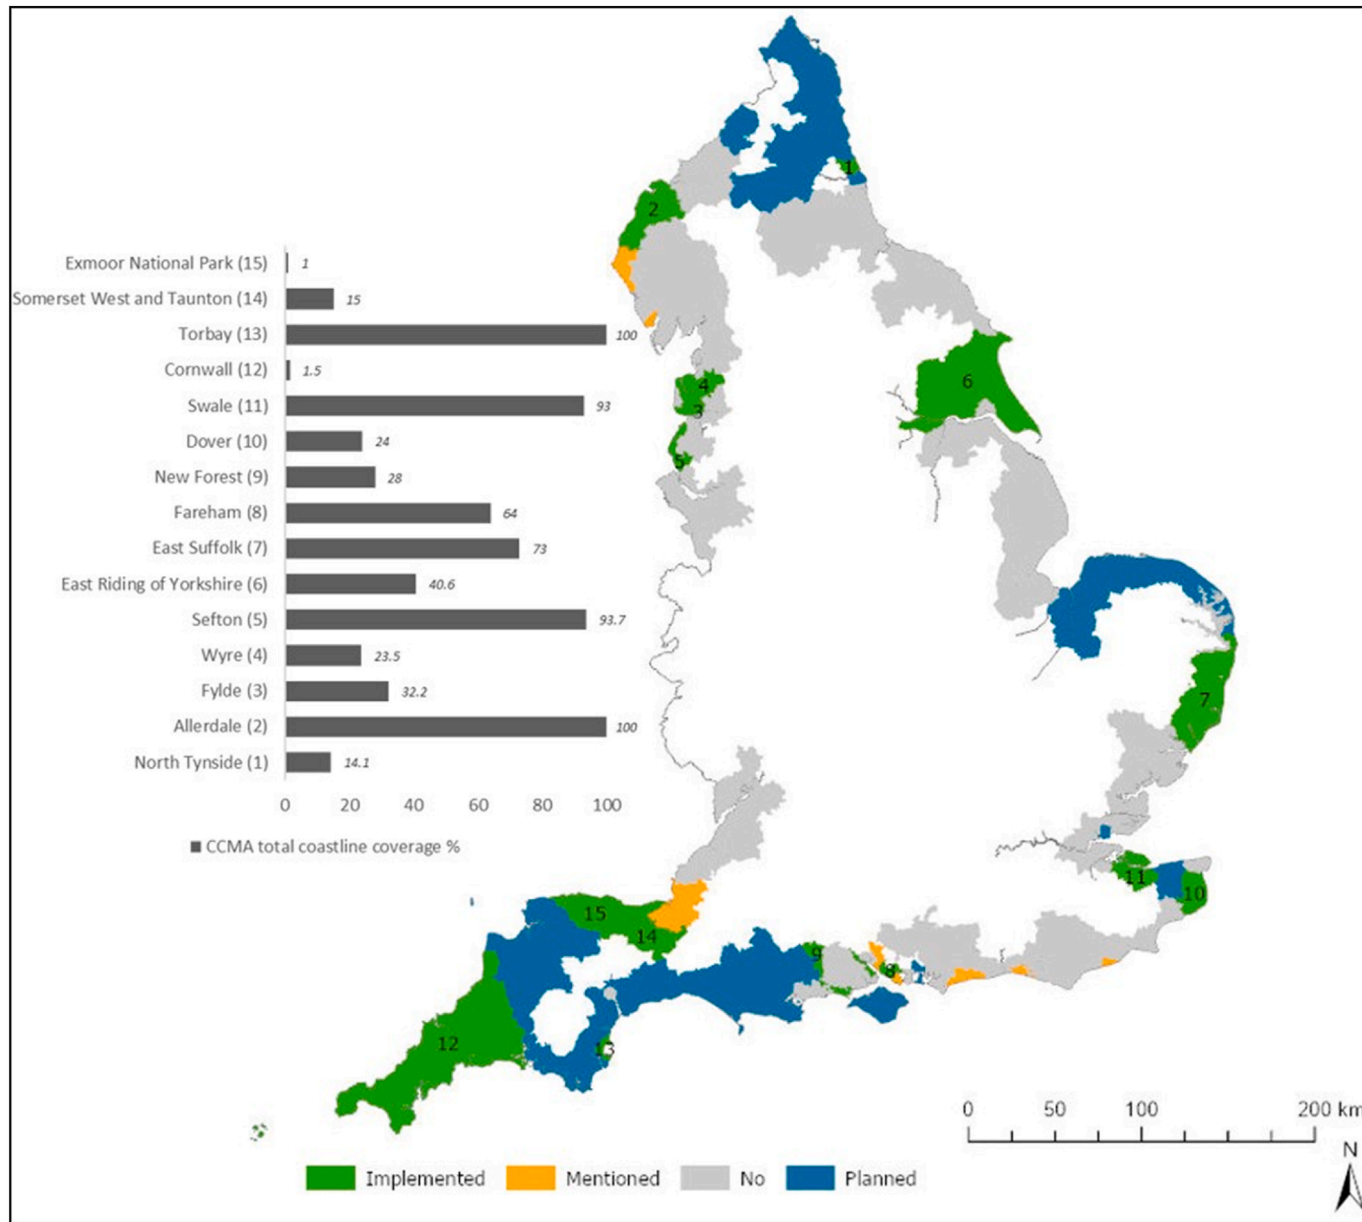 1
2
Exmoor National Park (15) 1
Somerset West and Taunton (14) 15
Torbay (13) 100
Cornwall (12) 1.5
Swale (11) 93
Dover (10) 24
New Forest (9) 28
Fareham (8) 64
East Suffolk (7) 73
East Riding of Yorkshire (6) 40.6
Sefton (5) 93.7
Wyre (4) 23.5
Fylde (3) 32.2
Allerdale (2) 100
North Tynside (1) 14.1
0 20 40 60 80 100
CCMA total coastline coverage %
6
4
3
5
7
11
10
15
14
9
8
12
13
0 50 100 200 km
N
Implemented Mentioned No Planned